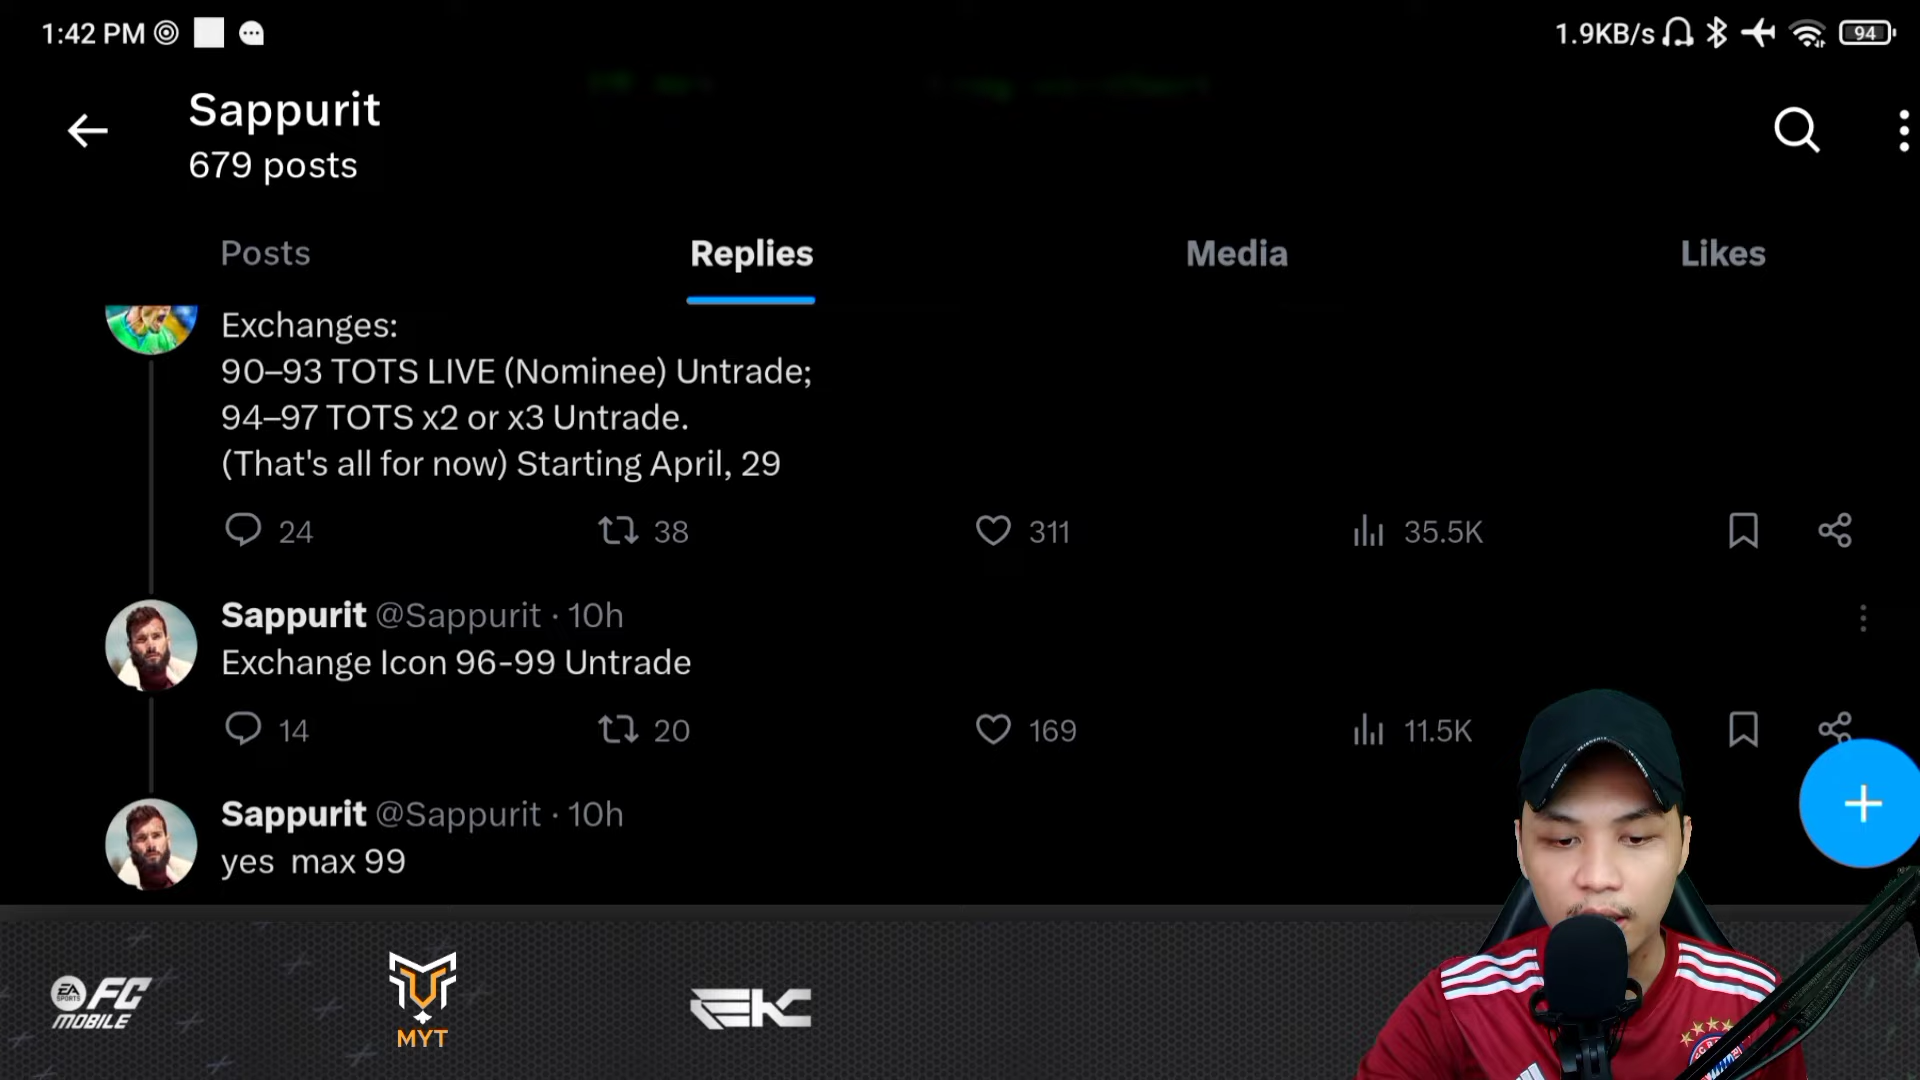 1:42 PM
1.9KB/s
94
Sappurit
679 posts
Posts
Replies
Media
Likes
Exchanges:
90–93 TOTS LIVE (Nominee) Untrade;
94–97 TOTS x2 or x3 Untrade.
(That's all for now) Starting April, 29
24
38
311
35.5K
Sappurit @Sappurit · 10h
Exchange Icon 96-99 Untrade
14
20
169
11.5K
Sappurit @Sappurit · 10h
yes  max 99
EA SPORTS FC MOBILE
MYT
EK